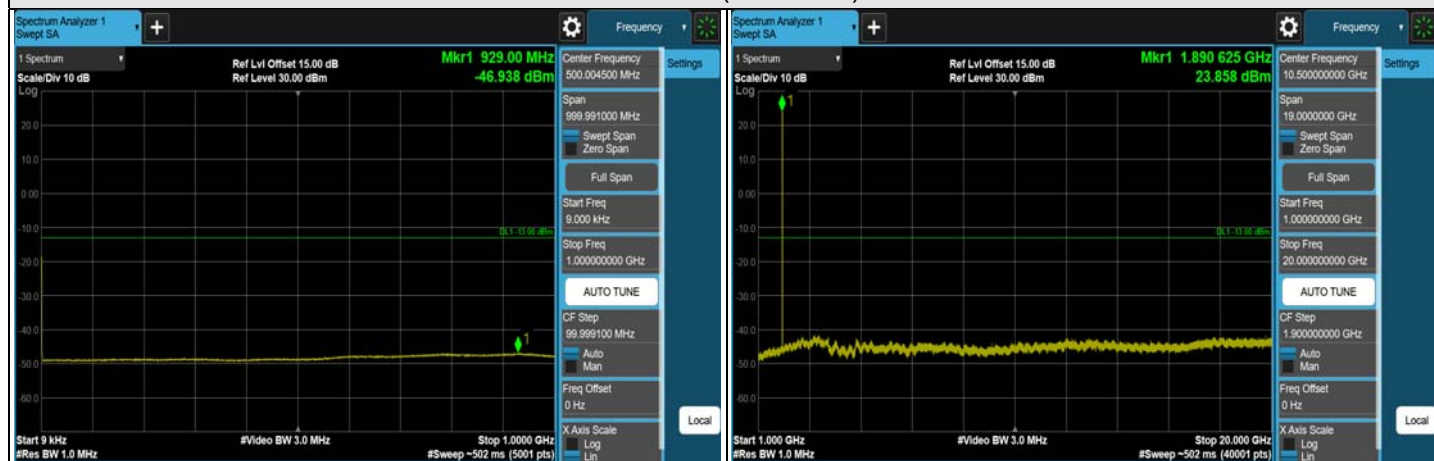 Spectrum Analyzer 1
Swept SA
+
Frequency
1 Spectrum
Scale/Div 10 dB
Log
Ref Lvl Offset 15.00 dB
Ref Level 30.00 dBm
Mkr1 929.00 MHz
-46.938 dBm
20.0
10.0
0.00
-10.0
-20.0
-30.0
-40.0
-50.0
-60.0
DL1 -13.00 dBm
1
Start 9 kHz
#Res BW 1.0 MHz
#Video BW 3.0 MHz
Stop 1.0000 GHz
#Sweep ~502 ms (5001 pts)
Center Frequency
500.004500 MHz
Settings
Span
999.991000 MHz
Swept Span
Zero Span
Full Span
Start Freq
9.000 kHz
Stop Freq
1.000000000 GHz
AUTO TUNE
CF Step
99.999100 MHz
Auto
Man
Freq Offset
0 Hz
X Axis Scale
Log
Lin
Local
Spectrum Analyzer 1
Swept SA
+
Frequency
1 Spectrum
Scale/Div 10 dB
Log
Ref Lvl Offset 15.00 dB
Ref Level 30.00 dBm
Mkr1 1.890 625 GHz
23.858 dBm
1
20.0
10.0
0.00
-10.0
-20.0
-30.0
-40.0
-50.0
-60.0
DL1 -13.00 dBm
Start 1.000 GHz
#Res BW 1.0 MHz
#Video BW 3.0 MHz
Stop 20.000 GHz
#Sweep ~502 ms (40001 pts)
Center Frequency
10.500000000 GHz
Settings
Span
19.0000000 GHz
Swept Span
Zero Span
Full Span
Start Freq
1.000000000 GHz
Stop Freq
20.000000000 GHz
AUTO TUNE
CF Step
1.900000000 GHz
Auto
Man
Freq Offset
0 Hz
X Axis Scale
Log
Lin
Local